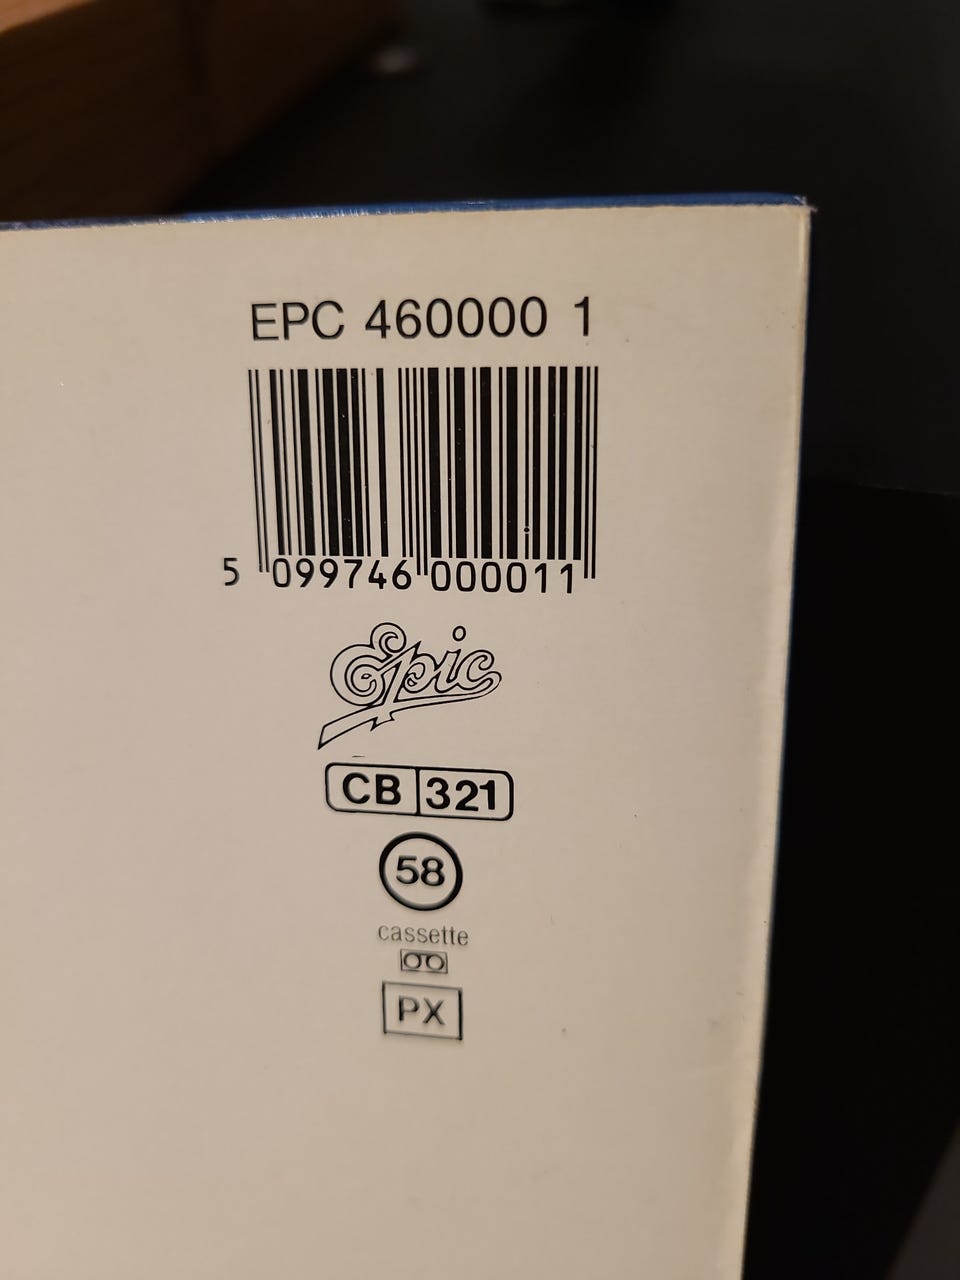 EPC 460000 1
5 099746 000011
Epic
CB 321
58
cassette
PX